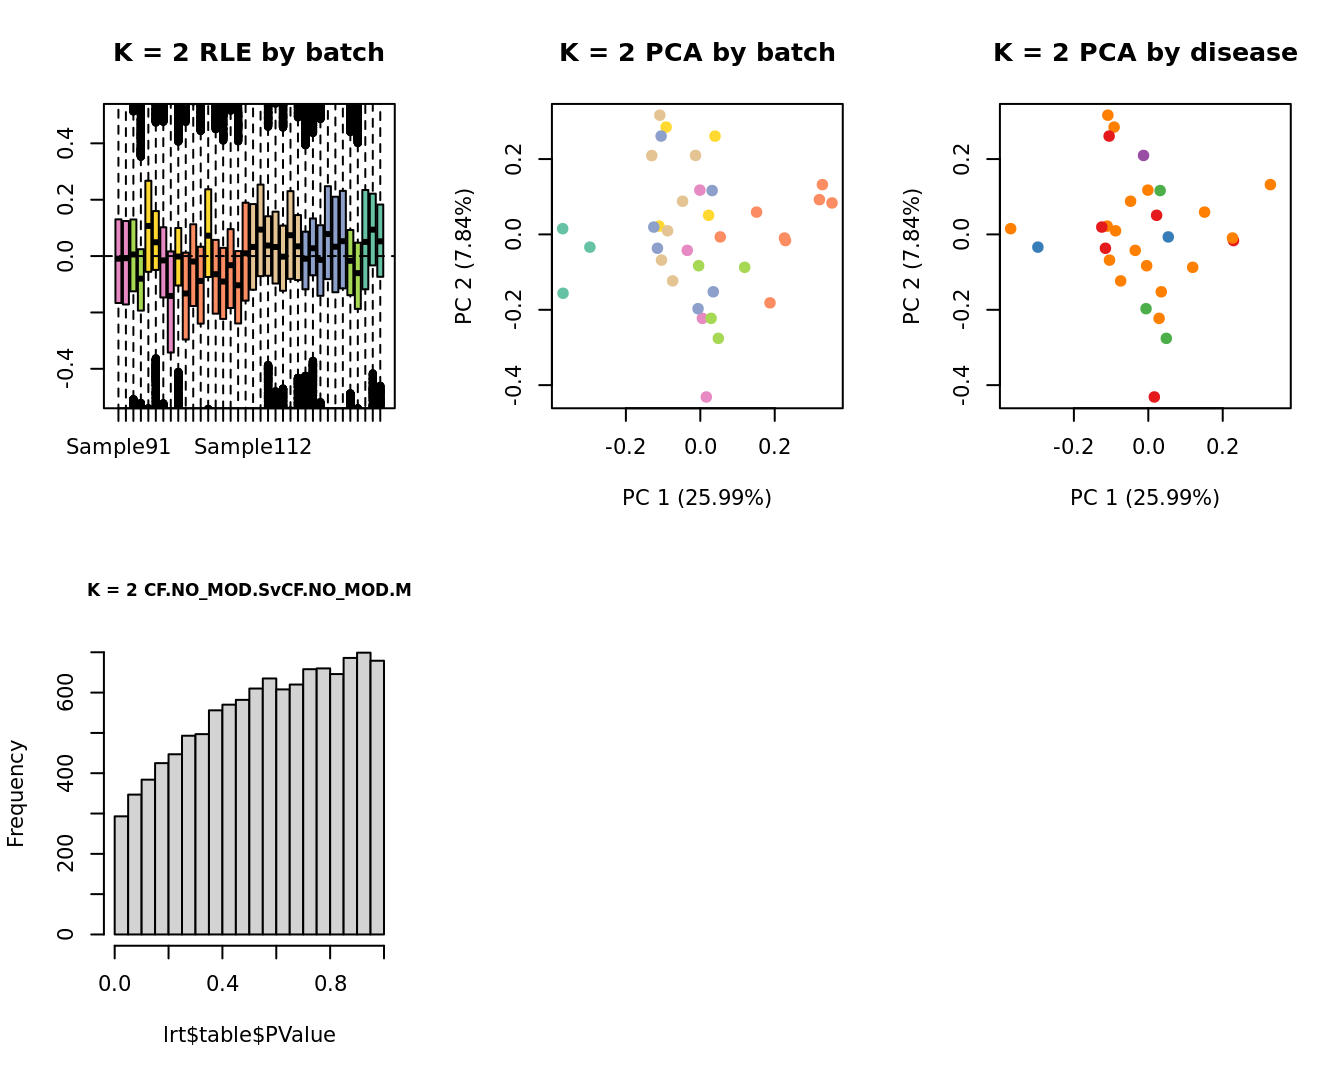 K = 2 RLE by batch
0.4
0.2
0.0
-0.4
Sample91 Sample112
K = 2 PCA by batch
PC 2 (7.84%)
0.2
0.0
-0.2
-0.4
-0.2 0.0 0.2
PC 1 (25.99%)
K = 2 PCA by disease
PC 2 (7.84%)
0.2
0.0
-0.2
-0.4
-0.2 0.0 0.2
PC 1 (25.99%)
K = 2 CF.NO_MOD.SvCF.NO_MOD.M
Frequency
600
400
200
0
0.0 0.4 0.8
lrt$table$PValue